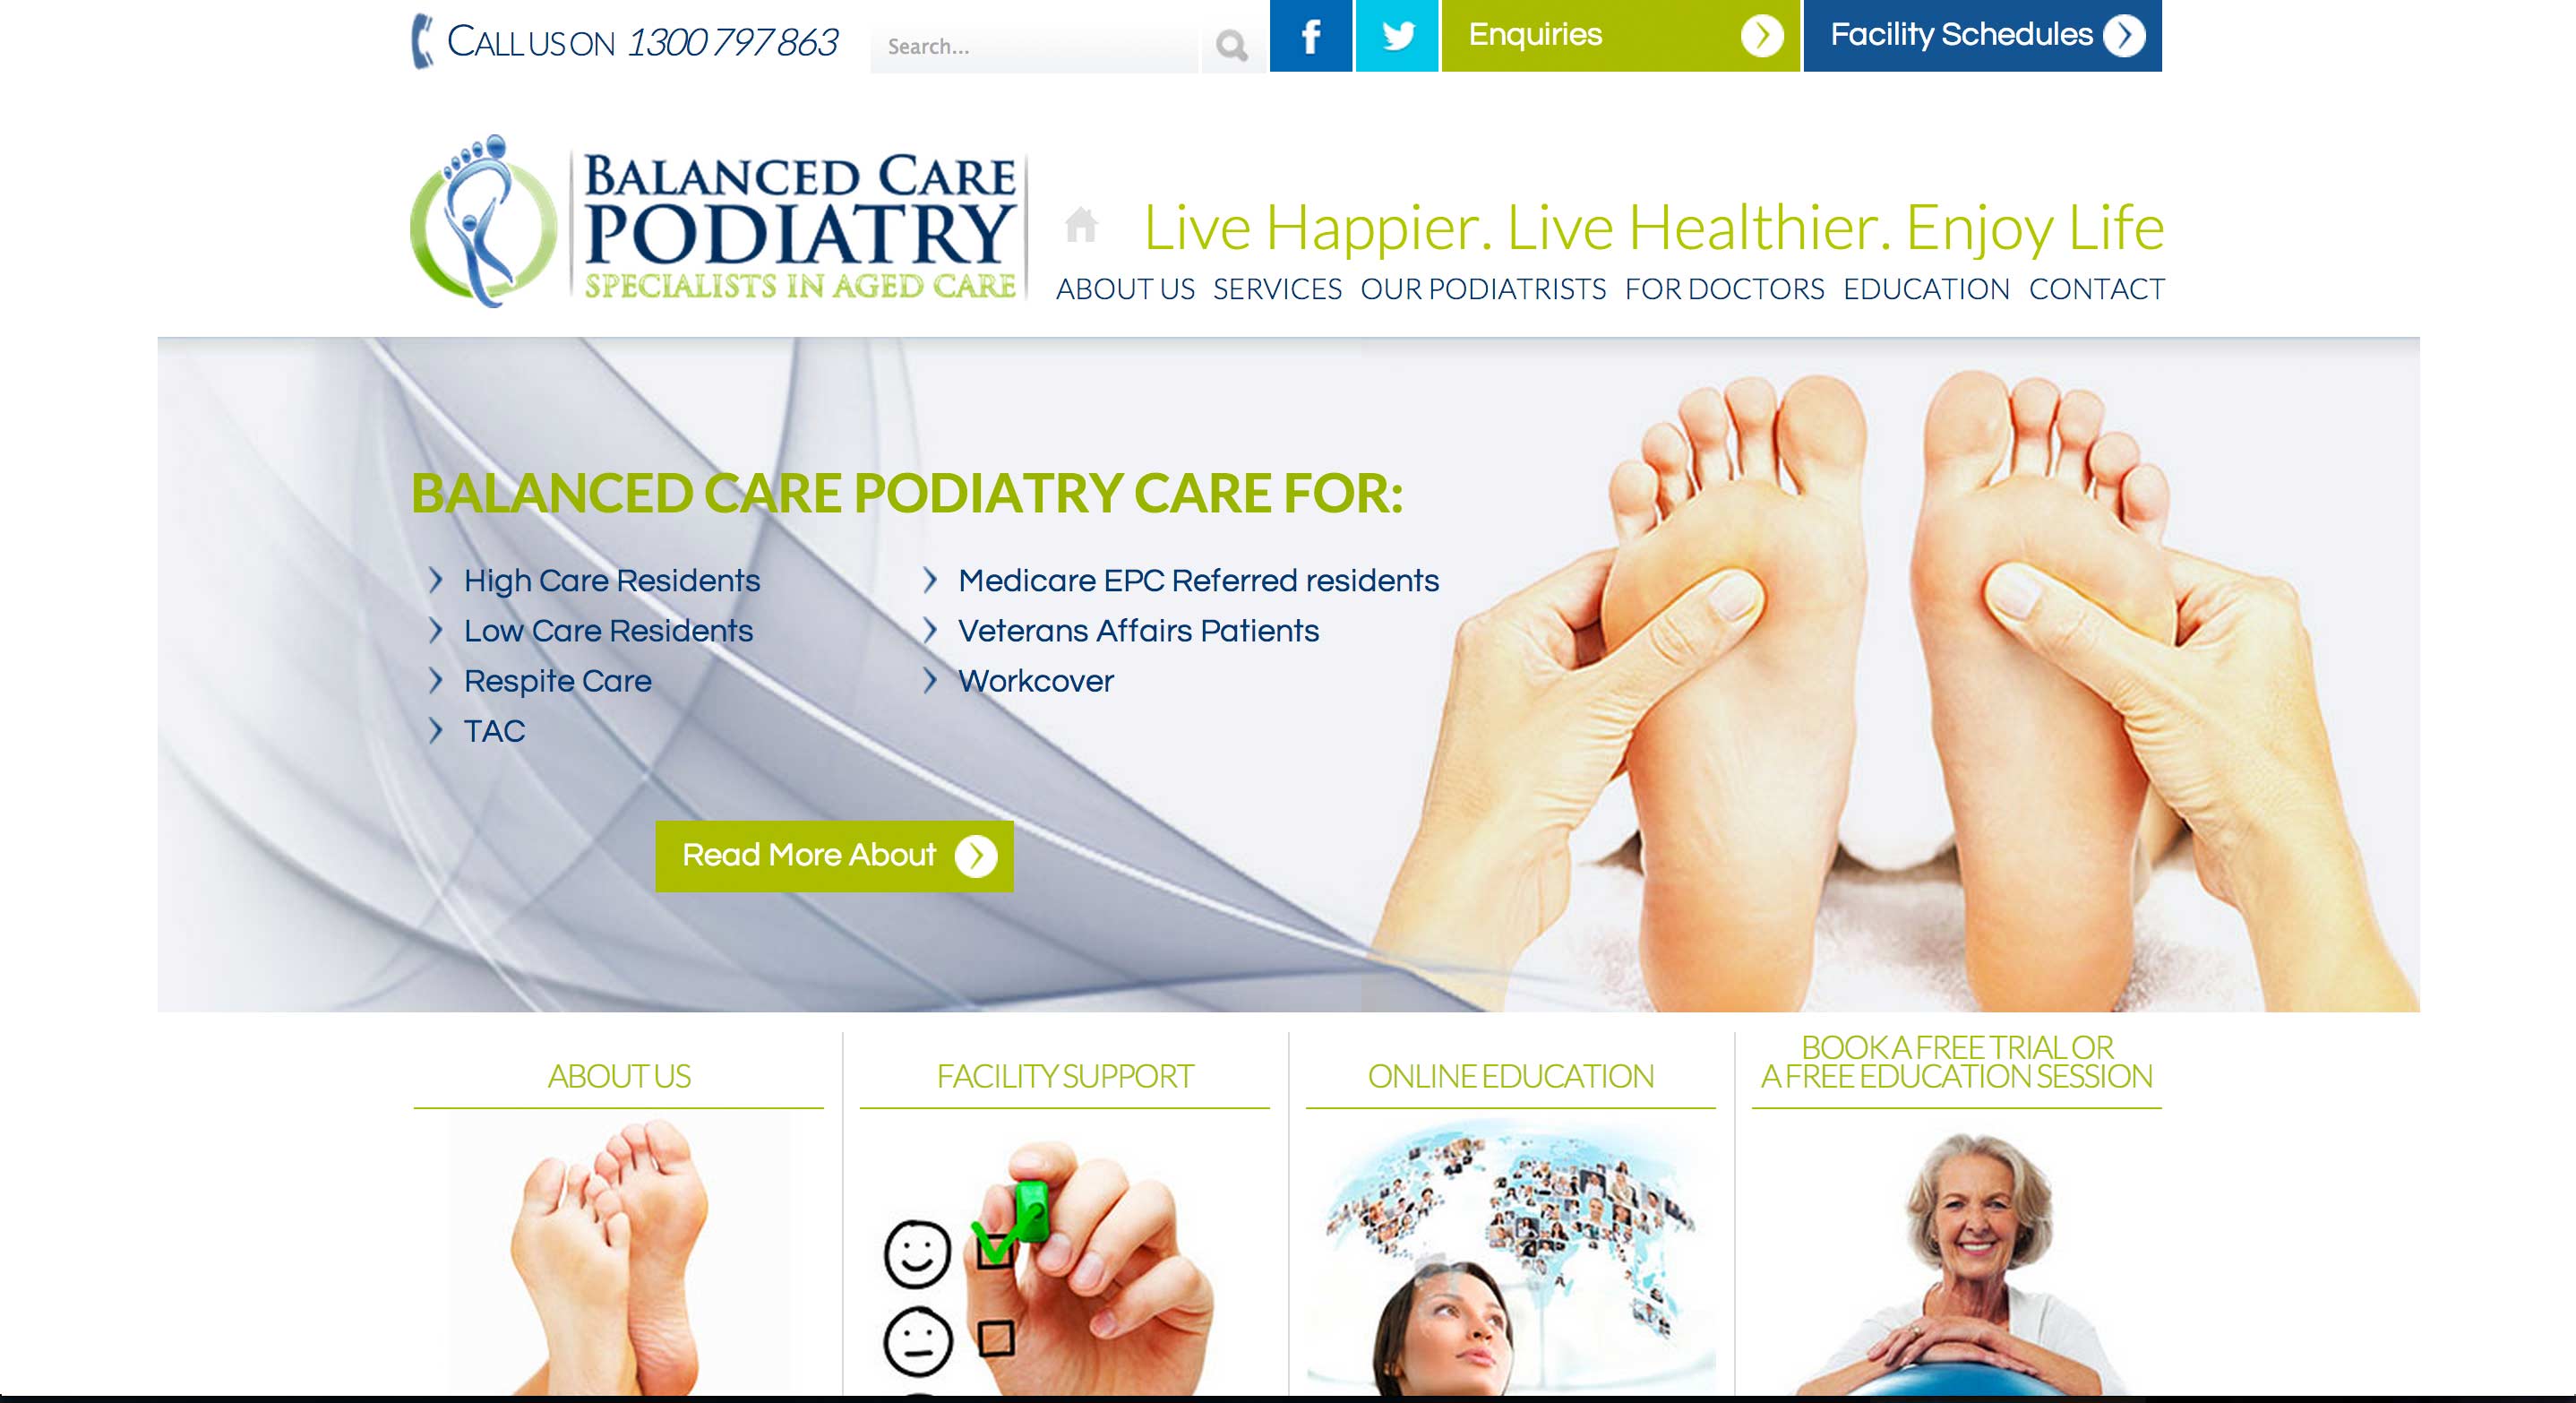 CALL US ON 1300 797 863
Search...
f
Enquiries
Facility Schedules
BALANCED CARE
PODIATRY
SPECIALISTS IN AGED CARE
Live Happier. Live Healthier. Enjoy Life
ABOUT US SERVICES OUR PODIATRISTS FOR DOCTORS EDUCATION CONTACT
BALANCED CARE PODIATRY CARE FOR:
High Care Residents
Low Care Residents
Respite Care
TAC
Medicare EPC Referred residents
Veterans Affairs Patients
Workcover
Read More About
ABOUT US
FACILITY SUPPORT
ONLINE EDUCATION
BOOK A FREE TRIAL OR
A FREE EDUCATION SESSION